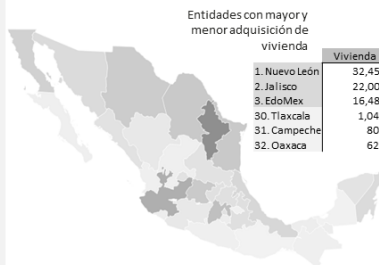 Entidades con mayor y
menor adquisición de
vivienda
Vivienda
1. Nuevo León 32,45
2. Jalisco 22,00
3. EdoMex 16,48
30. Tlaxcala 1,04
31. Campeche 80
32. Oaxaca 62